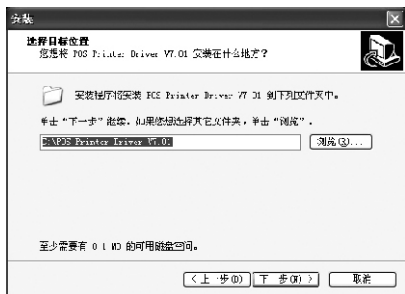 安装
选择目标位置
您想将 POS Printer Driver V7.01 安装在什么地方？
安装程序将安装 POS Printer Driver V7.01 到下列文件夹中。
单击“下一步”继续。如果您想选择其它文件夹，单击“浏览”.
C:\POS Printer Driver V7.01
浏览(R)...
至少需要有 0.1 MB 的可用磁盘空间。
<上一步(B) 下一步(N) > 取消